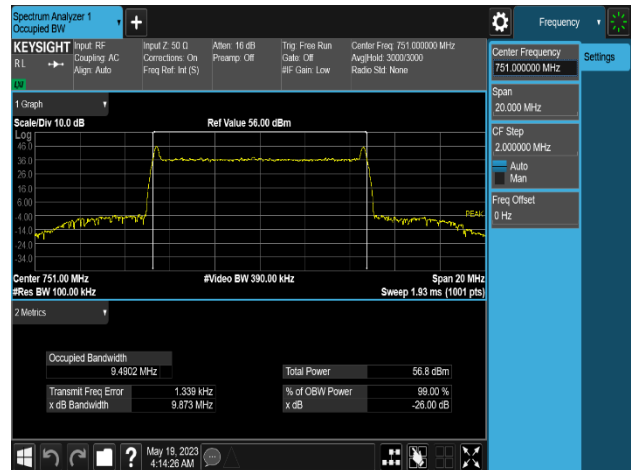 Spectrum Analyzer 1
Occupied BW
Frequency
KEYSIGHT
R L
LM
Input: RF
Coupling: AC
Align: Auto
Input Z: 50 Ω
Corrections: On
Freq Ref: Int (S)
Atten: 16 dB
Preamp: Off
Trig: Free Run
Gate: Off
#IF Gain: Low
Center Freq: 751.000000 MHz
Avg|Hold: 3000/3000
Radio Std: None
Center Frequency
751.000000 MHz
Settings
Span
20.000 MHz
CF Step
2.000000 MHz
Auto
Man
Freq Offset
0 Hz
1 Graph
Scale/Div 10.0 dB
Ref Value 56.00 dBm
Log
46.0
36.0
26.0
16.0
6.00
-4.00
-14.0
-24.0
-34.0
PEAK
Center 751.00 MHz
#Video BW 390.00 kHz
Span 20 MHz
#Res BW 100.00 kHz
Sweep 1.93 ms (1001 pts)
2 Metrics
Occupied Bandwidth
9.4902 MHz
Total Power 56.8 dBm
Transmit Freq Error 1.339 kHz
% of OBW Power 99.00 %
x dB Bandwidth 9.873 MHz
x dB -26.00 dB
?
May 19, 2023
4:14:26 AM